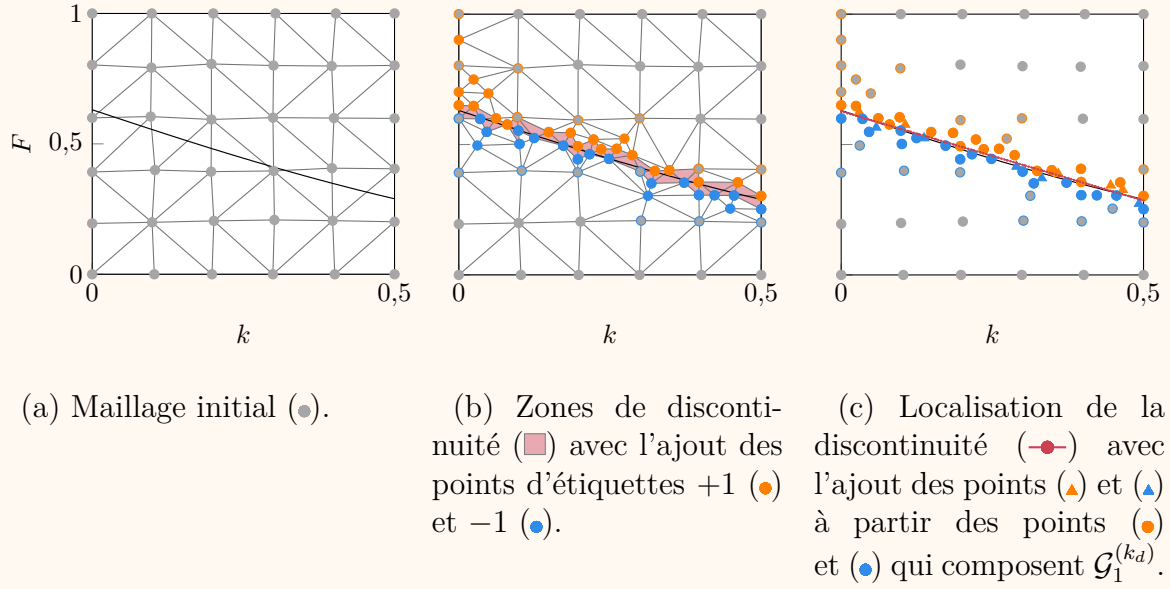 1
F
0,5
0
0
0,5
k
0
0,5
k
0
0,5
k
(a) Maillage initial ( ).
(b) Zones de disconti-
nuité ( ) avec l'ajout des
points d'étiquettes +1 ( )
et −1 ( ).
(c) Localisation de la
discontinuité ( ) avec
l'ajout des points ( ) et ( )
à partir des points ( )
et ( ) qui composent 𝒢₁^(k_d).